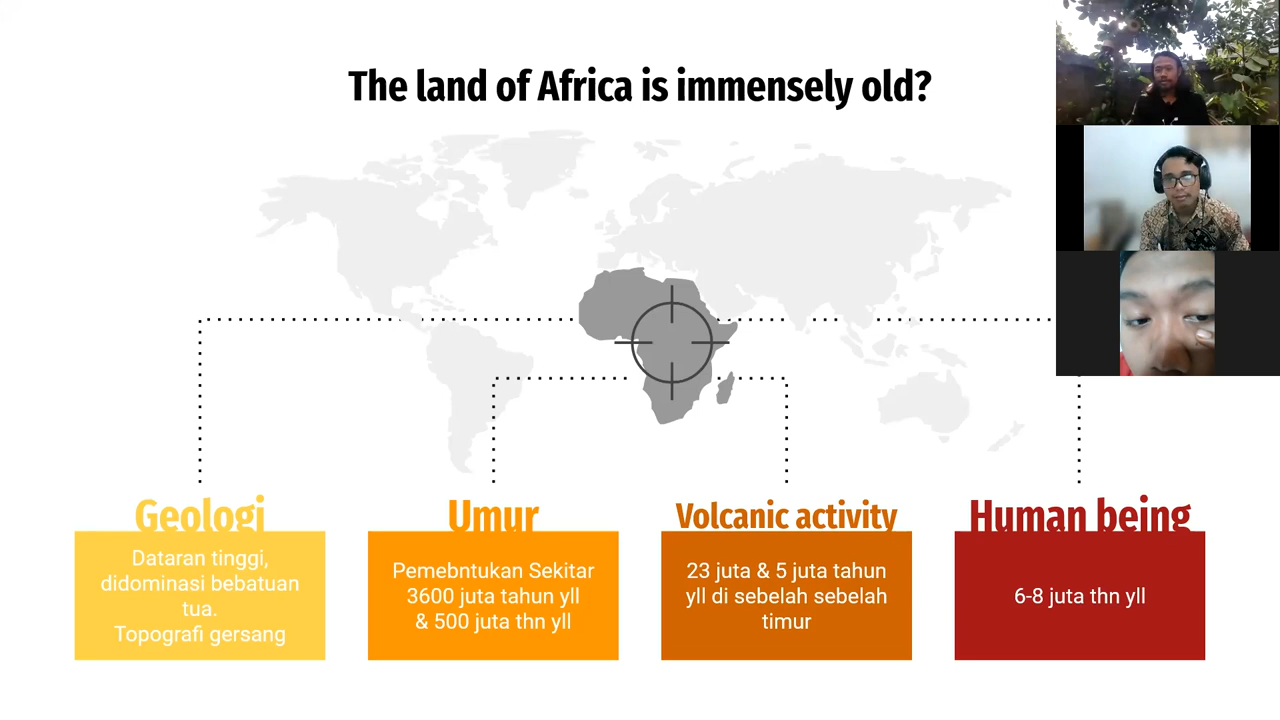 The land of Africa is immensely old?
Geologi
Dataran tinggi,
didominasi bebatuan
tua.
Topografi gersang
Umur
Pemebntukan Sekitar
3600 juta tahun yll
& 500 juta thn yll
Volcanic activity
23 juta & 5 juta tahun
yll di sebelah sebelah
timur
Human being
6-8 juta thn yll